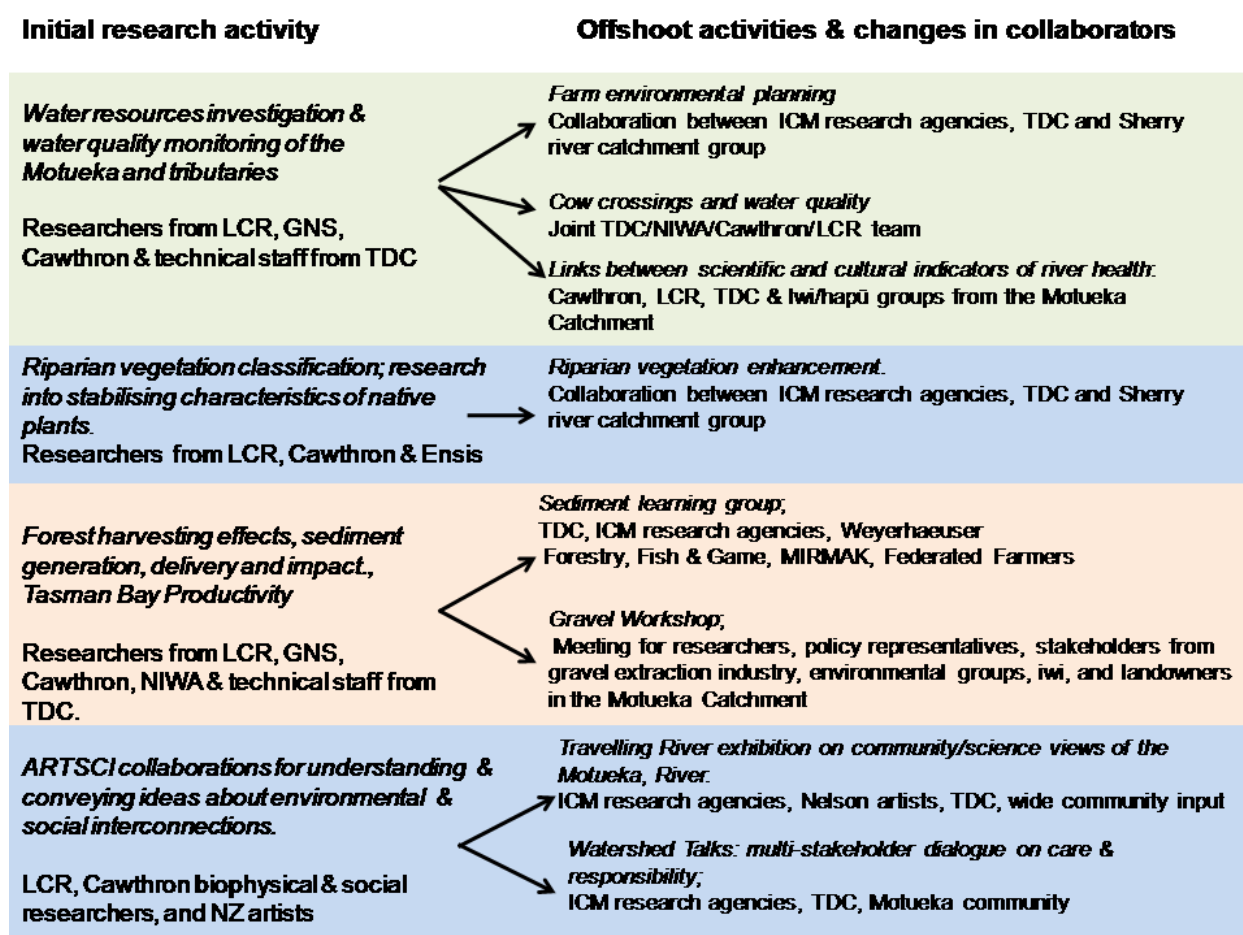 Initial research activity
Offshoot activities & changes in collaborators
Water resources investigation &
water quality monitoring of the
Motueka and tributaries
Researchers from LCR, GNS,
Cawthron & technical staff from TDC
Farm environmental planning
Collaboration between ICM research agencies, TDC and Sherry
river catchment group
Cow crossings and water quality
Joint TDC/NIWA/Cawthron/LCR team
Links between scientific and cultural indicators of river health:
Cawthron, LCR, TDC & Iwi/hapū groups from the Motueka
Catchment
Riparian vegetation classification; research
into stabilising characteristics of native
plants.
Researchers from LCR, Cawthron & Ensis
Riparian vegetation enhancement.
Collaboration between ICM research agencies, TDC and Sherry
river catchment group
Forest harvesting effects, sediment
generation, delivery and impact.,
Tasman Bay Productivity
Researchers from LCR, GNS,
Cawthron, NIWA & technical staff from
TDC.
Sediment learning group;
TDC, ICM research agencies, Weyerhaeuser
Forestry, Fish & Game, MIRMAK, Federated Farmers
Gravel Workshop;
Meeting for researchers, policy representatives, stakeholders from
gravel extraction industry, environmental groups, iwi, and landowners
in the Motueka Catchment
ARTSCI collaborations for understanding &
conveying ideas about environmental &
social interconnections.
LCR, Cawthron biophysical & social
researchers, and NZ artists
Travelling River exhibition on community/science views of the
Motueka, River.
ICM research agencies, Nelson artists, TDC, wide community input
Watershed Talks: multi-stakeholder dialogue on care &
responsibility;
ICM research agencies, TDC, Motueka community